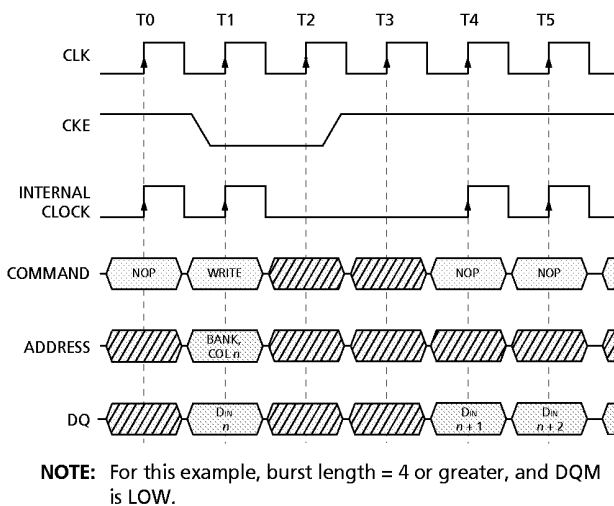 T0 T1 T2 T3 T4 T5
CLK
CKE
INTERNAL
CLOCK
COMMAND NOP WRITE NOP NOP
ADDRESS BANK,
COL n
DQ DIN DIN DIN
n n + 1 n + 2
NOTE: For this example, burst length = 4 or greater, and DQM
is LOW.